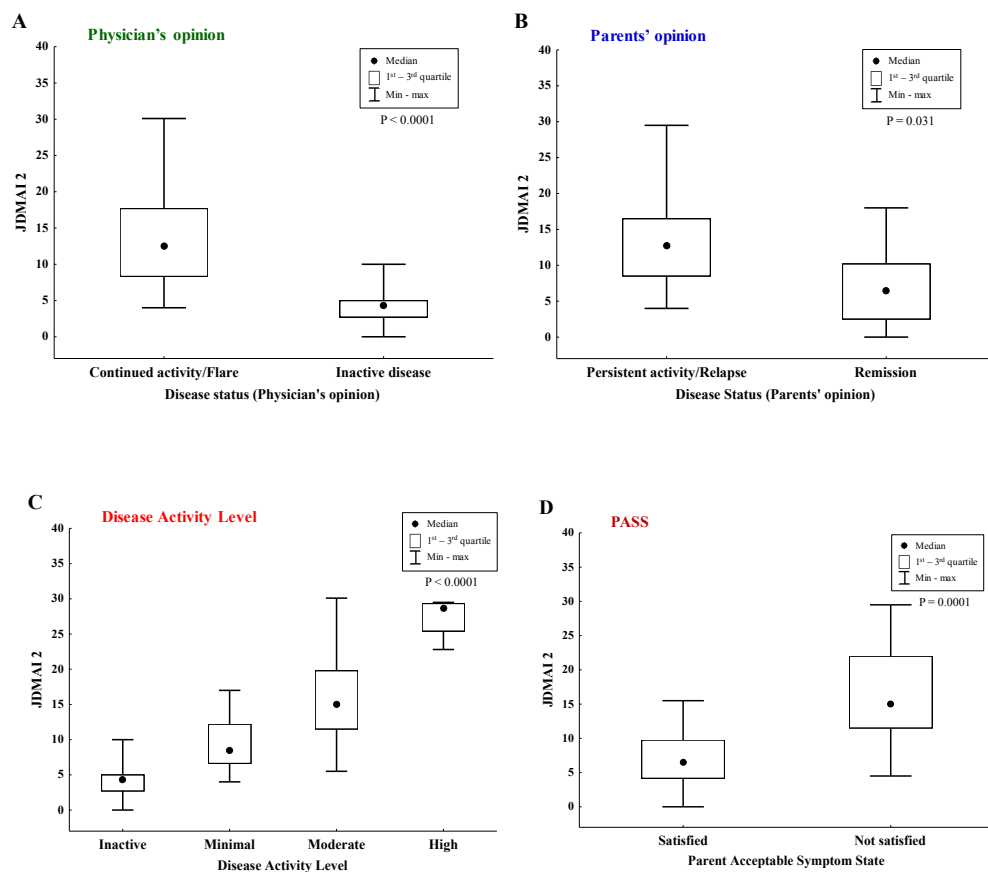 A
Physician's opinion
40
35
30
25
20
15
10
5
0
JDMAI 2
Median
1st – 3rd quartile
Min - max
P < 0.0001
Continued activity/Flare
Inactive disease
Disease status (Physician's opinion)
B
Parents' opinion
40
35
30
25
20
15
10
5
0
JDMAI 2
Median
1st – 3rd quartile
Min - max
P = 0.031
Persistent activity/Relapse
Remission
Disease Status (Parents' opinion)
C
Disease Activity Level
40
35
30
25
20
15
10
5
0
JDMAI 2
Median
1st – 3rd quartile
Min - max
P < 0.0001
Inactive
Minimal
Moderate
High
Disease Activity Level
D
PASS
40
35
30
25
20
15
10
5
0
JDMAI 2
Median
1st – 3rd quartile
Min - max
P = 0.0001
Satisfied
Not satisfied
Parent Acceptable Symptom State